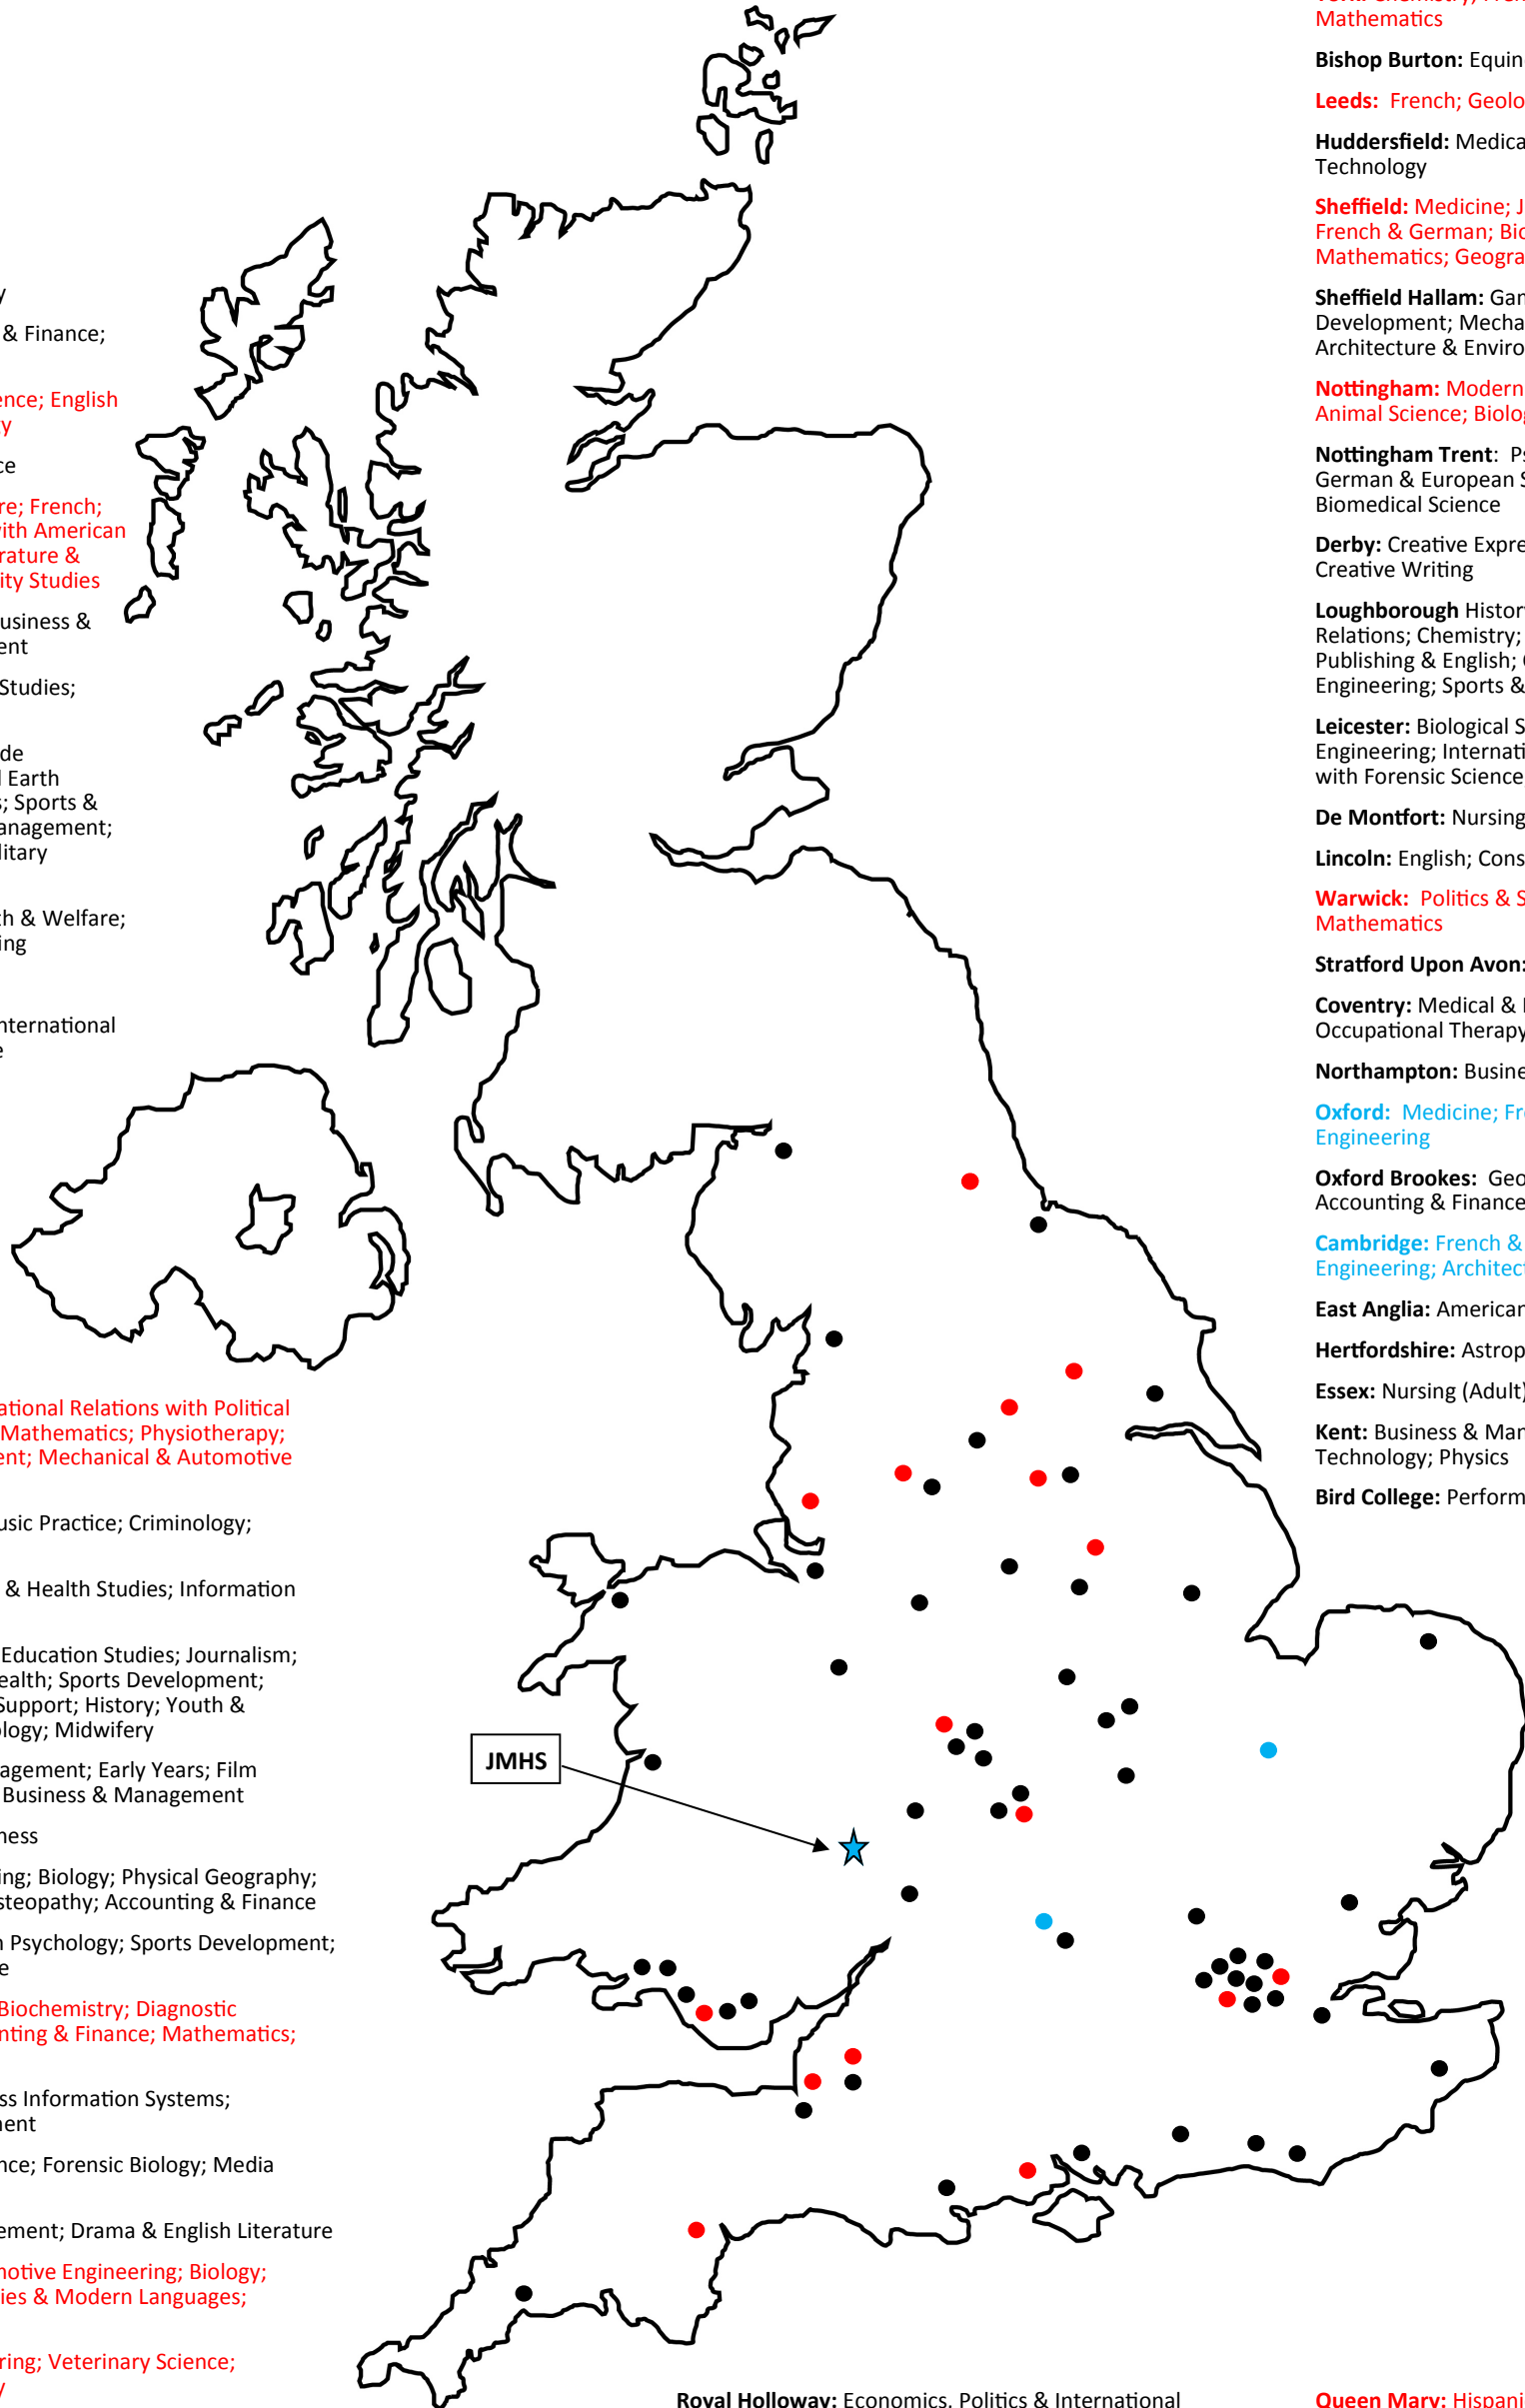 & Finance;
ence; English
re; French;
with American
rature &
ity Studies
usiness &
Studies;
Earth
s; Sports &
anagement;
litary
th & Welfare;
nternational
ational Relations with Political
Mathematics; Physiotherapy;
ent; Mechanical & Automotive
usic Practice; Criminology;
& Health Studies; Information
Education Studies; Journalism;
ealth; Sports Development;
Support; History; Youth &
ology; Midwifery
agement; Early Years; Film
Business & Management
ness
ing; Biology; Physical Geography;
steopathy; Accounting & Finance
n Psychology; Sports Development;
Biochemistry; Diagnostic
nting & Finance; Mathematics;
ss Information Systems;
nent
nce; Forensic Biology; Media
ement; Drama & English Literature
motive Engineering; Biology;
ies & Modern Languages;
ring; Veterinary Science;
JMHS
Royal Holloway: Economics, Politics & International
Mathematics
Bishop Burton: Equin
Leeds: French; Geolo
Huddersfield: Medica
Technology
Sheffield: Medicine; J
French & German; Bio
Mathematics; Geogra
Sheffield Hallam: Gam
Development; Mecha
Architecture & Enviro
Nottingham: Modern
Animal Science; Biolog
Nottingham Trent: Ps
German & European S
Biomedical Science
Derby: Creative Expre
Creative Writing
Loughborough Histor
Relations; Chemistry;
Publishing & English;
Engineering; Sports &
Leicester: Biological S
Engineering; Internati
with Forensic Science
De Montfort: Nursing
Lincoln: English; Cons
Warwick: Politics & S
Mathematics
Stratford Upon Avon:
Coventry: Medical &
Occupational Therapy
Northampton: Busine
Oxford: Medicine; Fre
Engineering
Oxford Brookes: Geo
Accounting & Finance
Cambridge: French &
Engineering; Architect
East Anglia: American
Hertfordshire: Astrop
Essex: Nursing (Adult)
Kent: Business & Man
Technology; Physics
Bird College: Perform
Queen Mary: Hispani